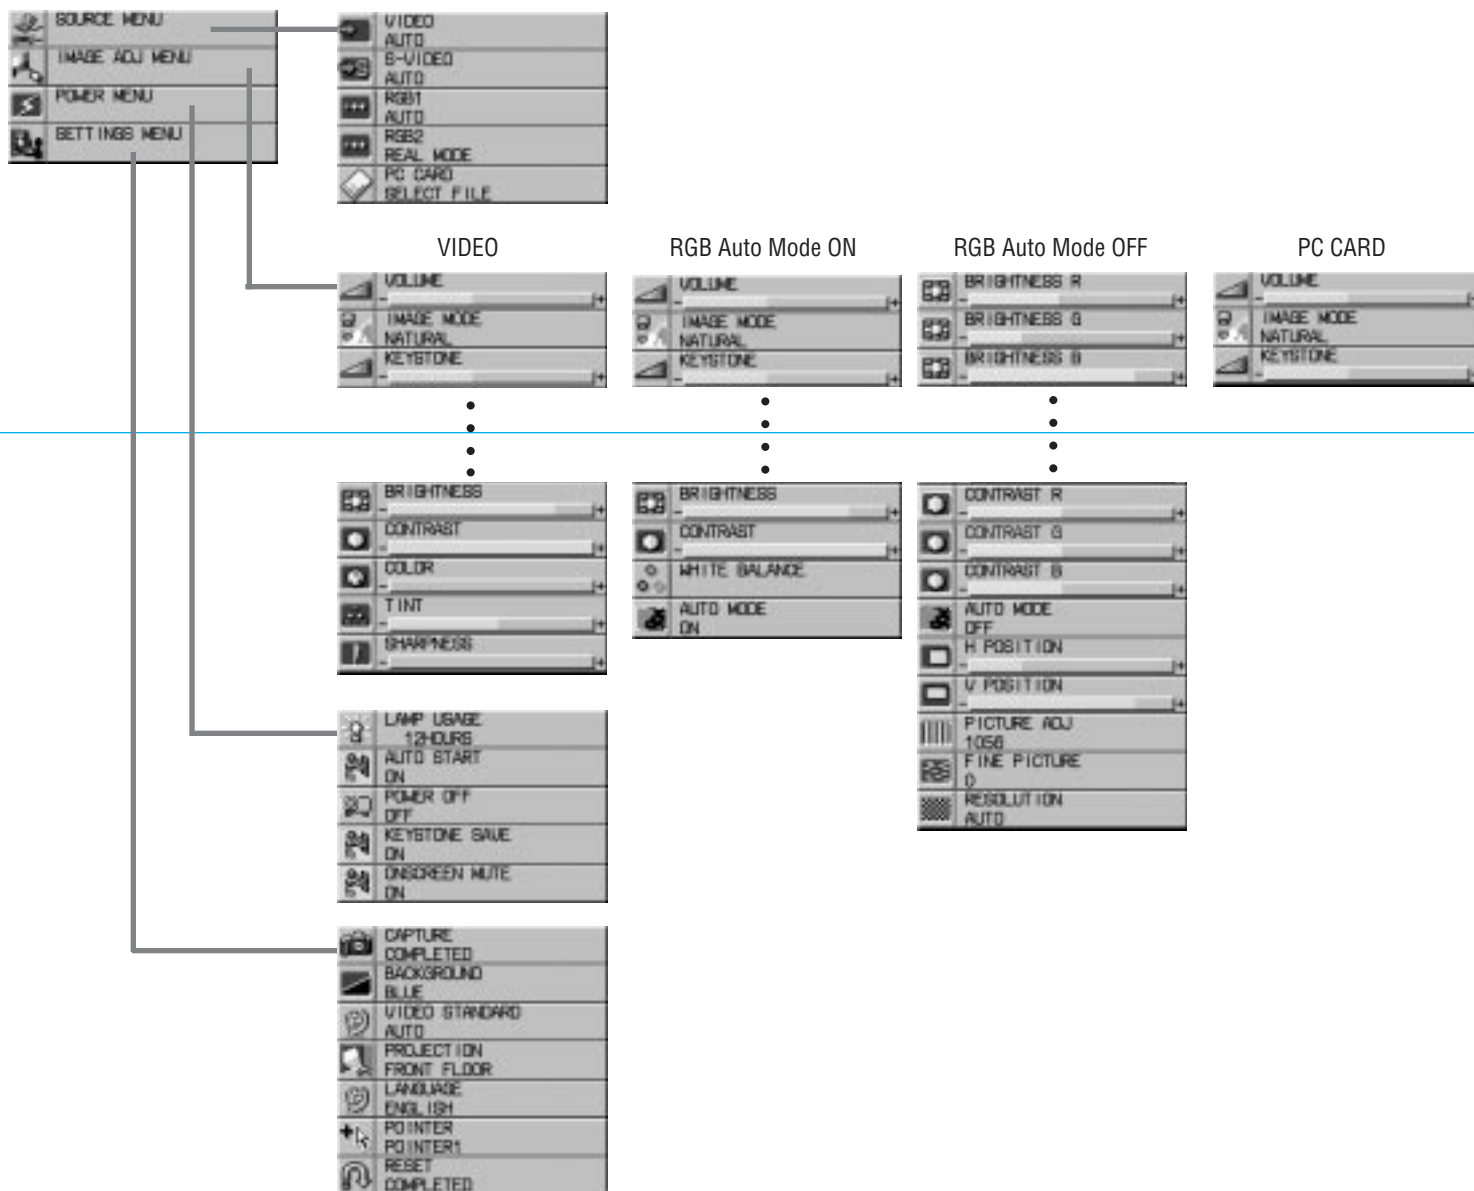 SOURCE MENU
IMAGE ADJ MENU
POWER MENU
SETTINGS MENU
VIDEO
AUTO
S-VIDEO
AUTO
RGB1
AUTO
RGB2
REAL MODE
PC CARD
SELECT FILE
VIDEO
RGB Auto Mode ON
RGB Auto Mode OFF
PC CARD
VOLUME
- +
IMAGE MODE
NATURAL
KEYSTONE
- +
VOLUME
- +
IMAGE MODE
NATURAL
KEYSTONE
- +
BRIGHTNESS R
- +
BRIGHTNESS G
- +
BRIGHTNESS B
- +
VOLUME
- +
IMAGE MODE
NATURAL
KEYSTONE
- +
BRIGHTNESS
- +
CONTRAST
- +
COLOR
- +
TINT
- +
SHARPNESS
- +
BRIGHTNESS
- +
CONTRAST
- +
WHITE BALANCE
AUTO MODE
ON
CONTRAST R
- +
CONTRAST G
- +
CONTRAST B
- +
AUTO MODE
OFF
H POSITION
- +
V POSITION
- +
PICTURE ADJ
1056
FINE PICTURE
0
RESOLUTION
AUTO
LAMP USAGE
12HOURS
AUTO START
ON
POWER OFF
OFF
KEYSTONE SAVE
ON
ONSCREEN MUTE
ON
CAPTURE
COMPLETED
BACKGROUND
BLUE
VIDEO STANDARD
AUTO
PROJECTION
FRONT FLOOR
LANGUAGE
ENGLISH
POINTER
POINTER1
RESET
COMPLETED